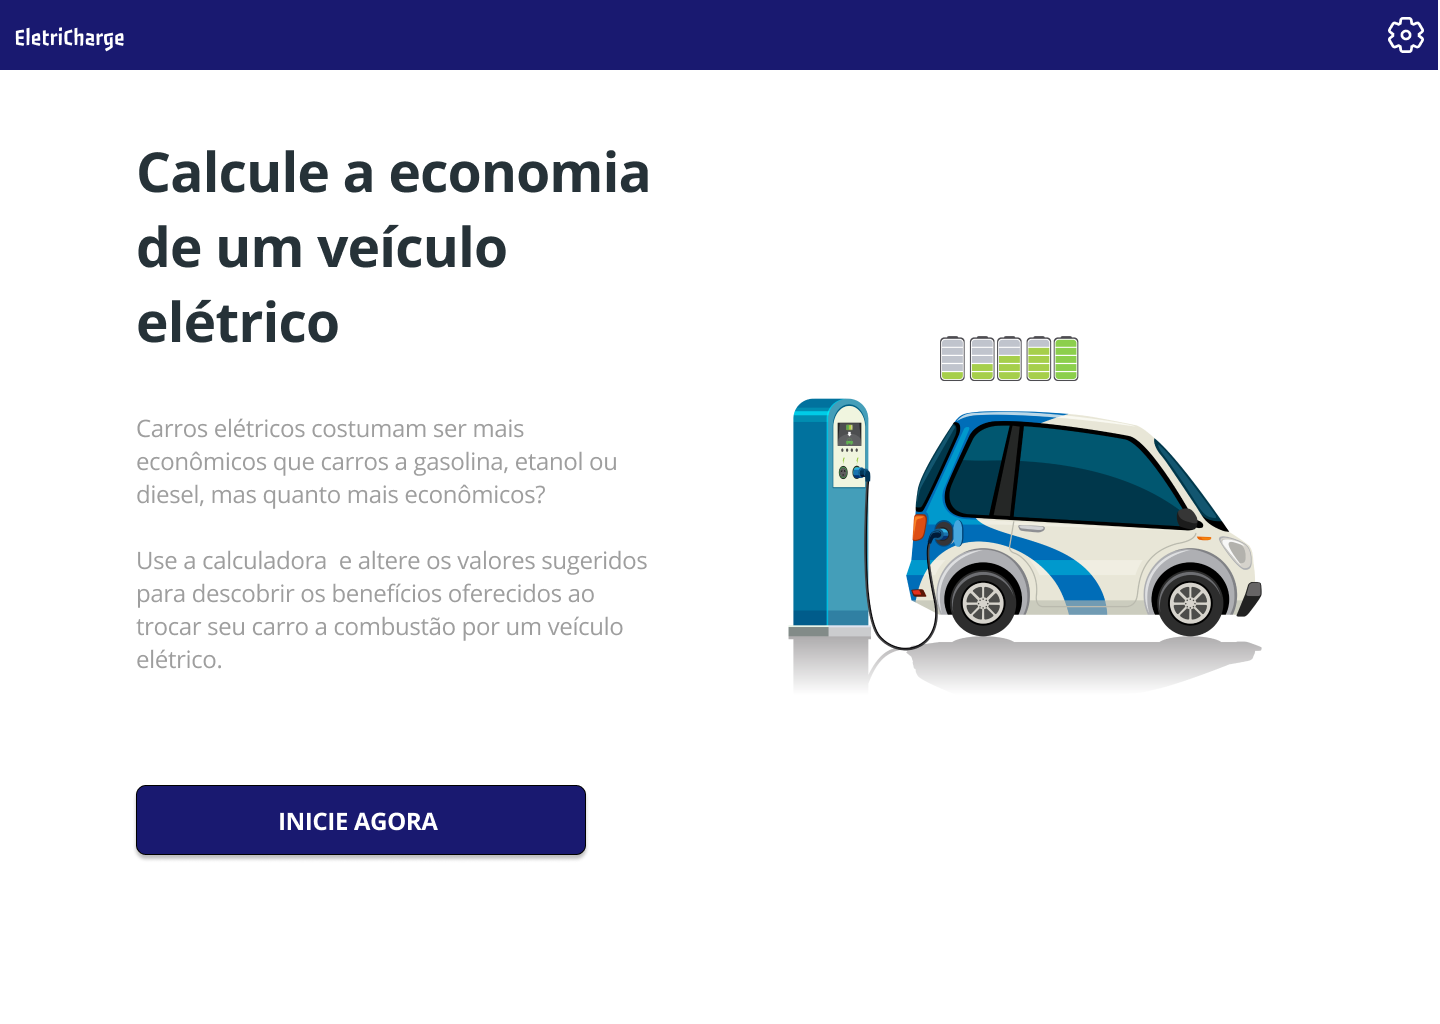 EletriCharge
Calcule a economia
de um veículo
elétrico
Carros elétricos costumam ser mais
econômicos que carros a gasolina, etanol ou
diesel, mas quanto mais econômicos?
Use a calculadora  e altere os valores sugeridos
para descobrir os benefícios oferecidos ao
trocar seu carro a combustão por um veículo
elétrico.
INICIE AGORA